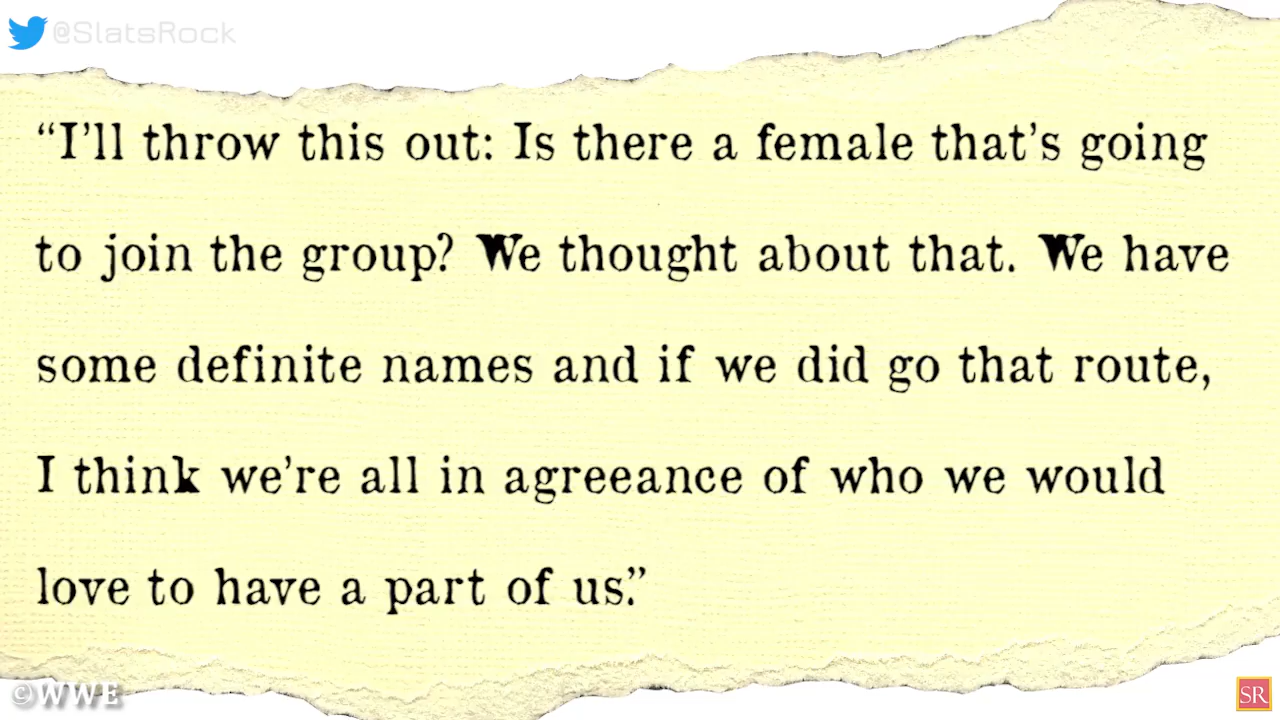 @SlatsRock
“I’ll throw this out: Is there a female that’s going
to join the group? We thought about that. We have
some definite names and if we did go that route,
I think we’re all in agreeance of who we would
love to have a part of us.”
©WWE
SR